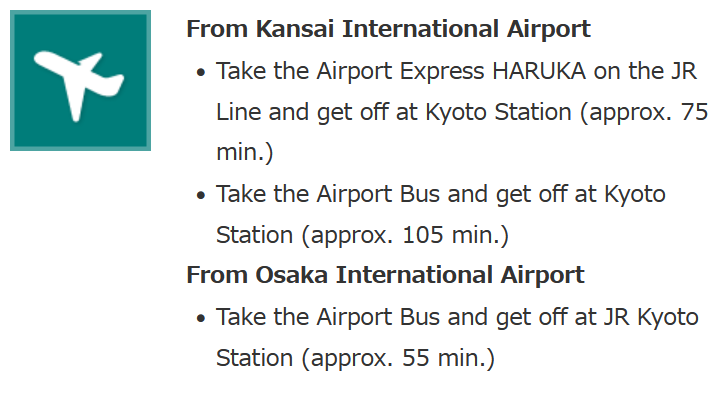 From Kansai International Airport
• Take the Airport Express HARUKA on the JR
Line and get off at Kyoto Station (approx. 75
min.)
• Take the Airport Bus and get off at Kyoto
Station (approx. 105 min.)
From Osaka International Airport
• Take the Airport Bus and get off at JR Kyoto
Station (approx. 55 min.)